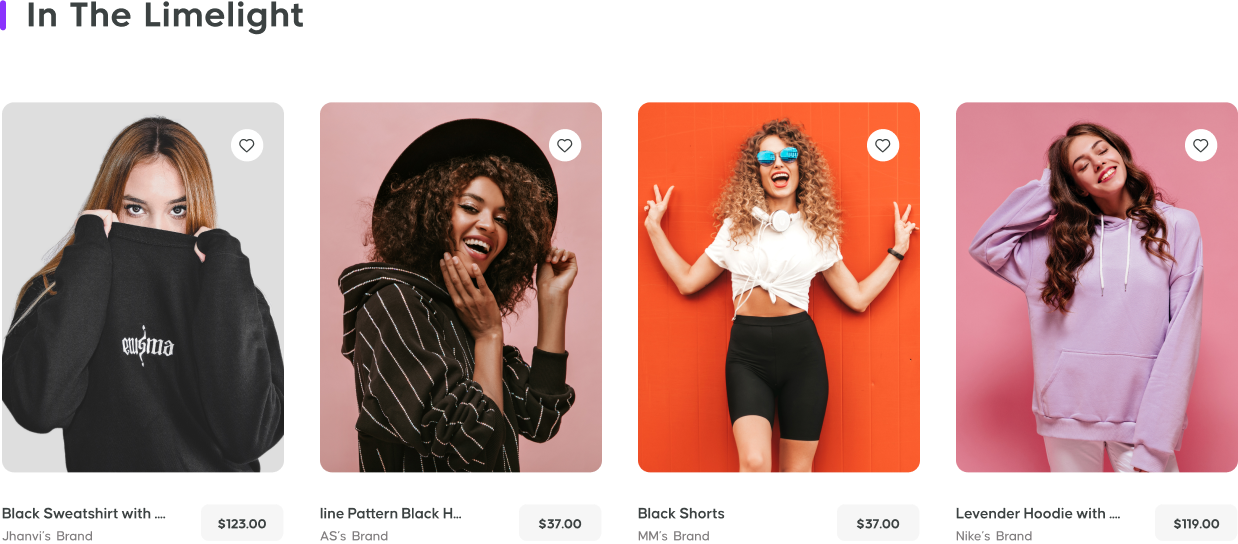 In The Limelight
enigma
Black Sweatshirt with ....
$123.00
Jhanvi's Brand
line Pattern Black H...
$37.00
AS's Brand
Black Shorts
$37.00
MM's Brand
Levender Hoodie with ....
$119.00
Nike's Brand